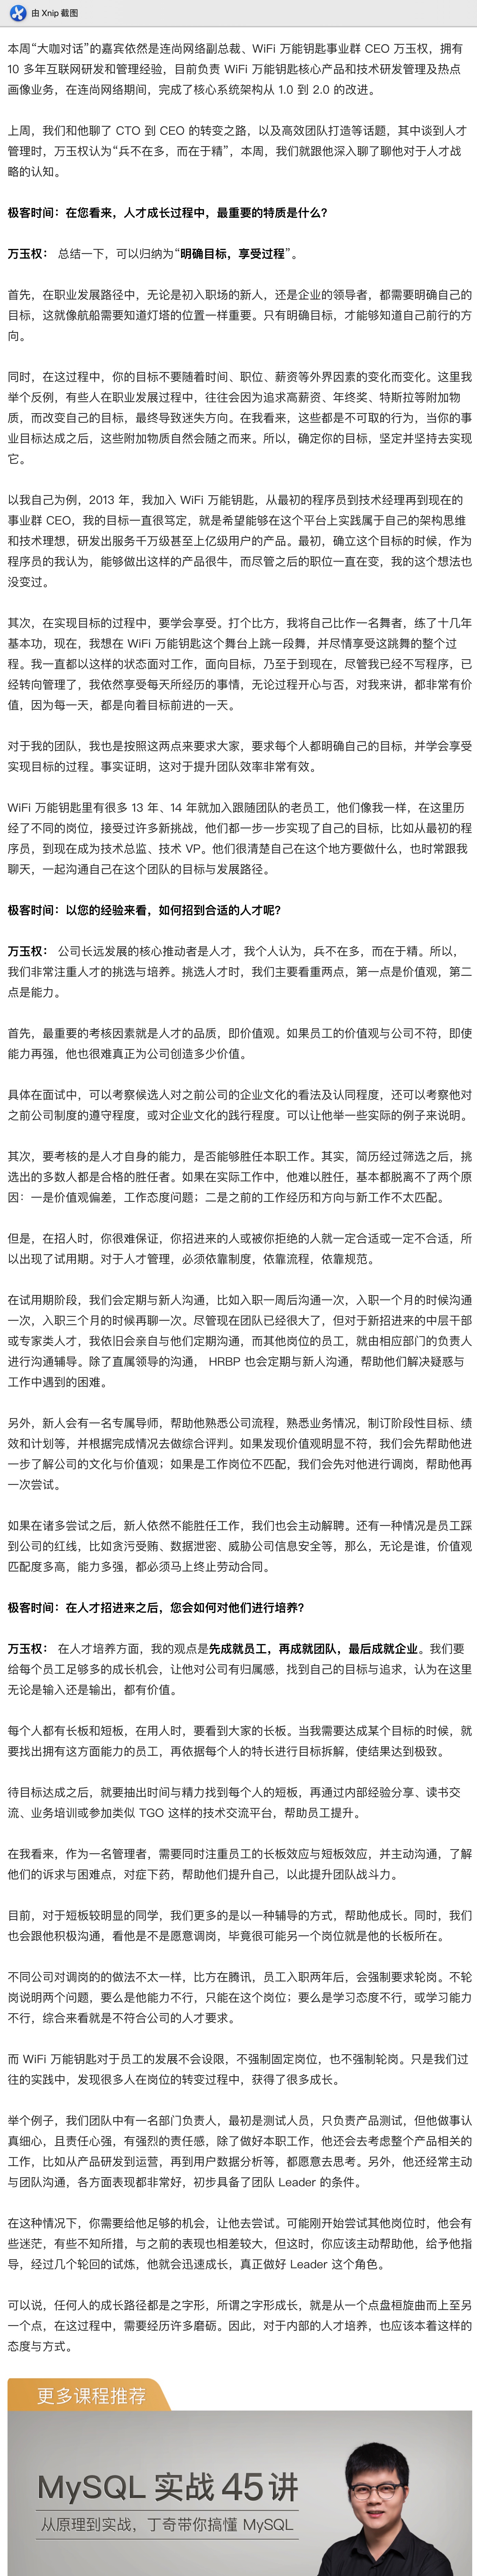 由 Xnip 截图
本周“大咖对话”的嘉宾依然是连尚网络副总裁、WiFi 万能钥匙事业群 CEO 万玉权，拥有
10 多年互联网研发和管理经验，目前负责 WiFi 万能钥匙核心产品和技术研发管理及热点
画像业务，在连尚网络期间，完成了核心系统架构从 1.0 到 2.0 的改进。
上周，我们和他聊了 CTO 到 CEO 的转变之路，以及高效团队打造等话题，其中谈到人才
管理时，万玉权认为“兵不在多，而在于精”，本周，我们就跟他深入聊了聊他对于人才战
略的认知。
极客时间：在您看来，人才成长过程中，最重要的特质是什么？
万玉权： 总结一下，可以归纳为“明确目标，享受过程”。
首先，在职业发展路径中，无论是初入职场的新人，还是企业的领导者，都需要明确自己的
目标，这就像航船需要知道灯塔的位置一样重要。只有明确目标，才能够知道自己前行的方
向。
同时，在这过程中，你的目标不要随着时间、职位、薪资等外界因素的变化而变化。这里我
举个反例，有些人在职业发展过程中，往往会因为追求高薪资、年终奖、特斯拉等附加物
质，而改变自己的目标，最终导致迷失方向。在我看来，这些都是不可取的行为，当你的事
业目标达成之后，这些附加物质自然会随之而来。所以，确定你的目标，坚定并坚持去实现
它。
以我自己为例，2013 年，我加入 WiFi 万能钥匙，从最初的程序员到技术经理再到现在的
事业群 CEO，我的目标一直很笃定，就是希望能够在这个平台上实践属于自己的架构思维
和技术理想，研发出服务千万级甚至上亿级用户的产品。最初，确立这个目标的时候，作为
程序员的我认为，能够做出这样的产品很牛，而尽管之后的职位一直在变，我的这个想法也
没变过。
其次，在实现目标的过程中，要学会享受。打个比方，我将自己比作一名舞者，练了十几年
基本功，现在，我想在 WiFi 万能钥匙这个舞台上跳一段舞，并尽情享受这跳舞的整个过
程。我一直都以这样的状态面对工作，面向目标，乃至于到现在，尽管我已经不写程序，已
经转向管理了，我依然享受每天所经历的事情，无论过程开心与否，对我来讲，都非常有价
值，因为每一天，都是向着目标前进的一天。
对于我的团队，我也是按照这两点来要求大家，要求每个人都明确自己的目标，并学会享受
实现目标的过程。事实证明，这对于提升团队效率非常有效。
WiFi 万能钥匙里有很多 13 年、14 年就加入跟随团队的老员工，他们像我一样，在这里历
经了不同的岗位，接受过许多新挑战，他们都一步一步实现了自己的目标，比如从最初的程
序员，到现在成为技术总监、技术 VP。他们很清楚自己在这个地方要做什么，也时常跟我
聊天，一起沟通自己在这个团队的目标与发展路径。
极客时间：以您的经验来看，如何招到合适的人才呢？
万玉权： 公司长远发展的核心推动者是人才，我个人认为，兵不在多，而在于精。所以，
我们非常注重人才的挑选与培养。挑选人才时，我们主要看重两点，第一点是价值观，第二
点是能力。
首先，最重要的考核因素就是人才的品质，即价值观。如果员工的价值观与公司不符，即使
能力再强，他也很难真正为公司创造多少价值。
具体在面试中，可以考察候选人对之前公司的企业文化的看法及认同程度，还可以考察他对
之前公司制度的遵守程度，或对企业文化的践行程度。可以让他举一些实际的例子来说明。
其次，要考核的是人才自身的能力，是否能够胜任本职工作。其实，简历经过筛选之后，挑
选出的多数人都是合格的胜任者。如果在实际工作中，他难以胜任，基本都脱离不了两个原
因：一是价值观偏差，工作态度问题；二是之前的工作经历和方向与新工作不太匹配。
但是，在招人时，你很难保证，你招进来的人或被你拒绝的人就一定合适或一定不合适，所
以出现了试用期。对于人才管理，必须依靠制度，依靠流程，依靠规范。
在试用期阶段，我们会定期与新人沟通，比如入职一周后沟通一次，入职一个月的时候沟通
一次，入职三个月的时候再聊一次。尽管现在团队已经很大了，但对于新招进来的中层干部
或专家类人才，我依旧会亲自与他们定期沟通，而其他岗位的员工，就由相应部门的负责人
进行沟通辅导。除了直属领导的沟通， HRBP 也会定期与新人沟通，帮助他们解决疑惑与
工作中遇到的困难。
另外，新人会有一名专属导师，帮助他熟悉公司流程，熟悉业务情况，制订阶段性目标、绩
效和计划等，并根据完成情况去做综合评判。如果发现价值观明显不符，我们会先帮助他进
一步了解公司的文化与价值观；如果是工作岗位不匹配，我们会先对他进行调岗，帮助他再
一次尝试。
如果在诸多尝试之后，新人依然不能胜任工作，我们也会主动解聘。还有一种情况是员工踩
到公司的红线，比如贪污受贿、数据泄密、威胁公司信息安全等，那么，无论是谁，价值观
匹配度多高，能力多强，都必须马上终止劳动合同。
极客时间：在人才招进来之后，您会如何对他们进行培养？
万玉权： 在人才培养方面，我的观点是先成就员工，再成就团队，最后成就企业。我们要
给每个员工足够多的成长机会，让他对公司有归属感，找到自己的目标与追求，认为在这里
无论是输入还是输出，都有价值。
每个人都有长板和短板，在用人时，要看到大家的长板。当我需要达成某个目标的时候，就
要找出拥有这方面能力的员工，再依据每个人的特长进行目标拆解，使结果达到极致。
待目标达成之后，就要抽出时间与精力找到每个人的短板，再通过内部经验分享、读书交
流、业务培训或参加类似 TGO 这样的技术交流平台，帮助员工提升。
在我看来，作为一名管理者，需要同时注重员工的长板效应与短板效应，并主动沟通，了解
他们的诉求与困难点，对症下药，帮助他们提升自己，以此提升团队战斗力。
目前，对于短板较明显的同学，我们更多的是以一种辅导的方式，帮助他成长。同时，我们
也会跟他积极沟通，看他是不是愿意调岗，毕竟很可能另一个岗位就是他的长板所在。
不同公司对调岗的的做法不太一样，比方在腾讯，员工入职两年后，会强制要求轮岗。不轮
岗说明两个问题，要么是他能力不行，只能在这个岗位；要么是学习态度不行，或学习能力
不行，综合来看就是不符合公司的人才要求。
而 WiFi 万能钥匙对于员工的发展不会设限，不强制固定岗位，也不强制轮岗。只是我们过
往的实践中，发现很多人在岗位的转变过程中，获得了很多成长。
举个例子，我们团队中有一名部门负责人，最初是测试人员，只负责产品测试，但他做事认
真细心，且责任心强，有强烈的责任感，除了做好本职工作，他还会去考虑整个产品相关的
工作，比如从产品研发到运营，再到用户数据分析等，都愿意去思考。另外，他还经常主动
与团队沟通，各方面表现都非常好，初步具备了团队 Leader 的条件。
在这种情况下，你需要给他足够的机会，让他去尝试。可能刚开始尝试其他岗位时，他会有
些迷茫，有些不知所措，与之前的表现也相差较大，但这时，你应该主动帮助他，给予他指
导，经过几个轮回的试炼，他就会迅速成长，真正做好 Leader 这个角色。
可以说，任何人的成长路径都是之字形，所谓之字形成长，就是从一个点盘桓旋曲而上至另
一个点，在这过程中，需要经历许多磨砺。因此，对于内部的人才培养，也应该本着这样的
态度与方式。
更多课程推荐
MySQL 实战 45 讲
从原理到实战，丁奇带你搞懂 MySQL